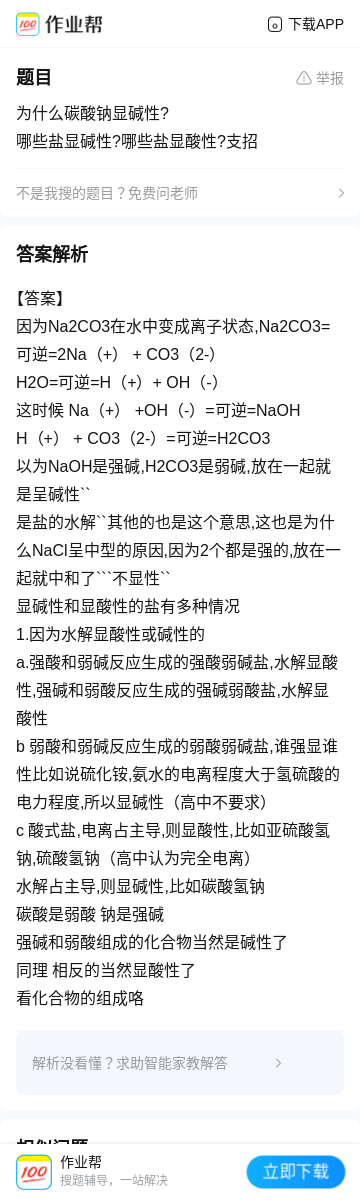 作业帮
下载APP
题目
举报
为什么碳酸钠显碱性?
哪些盐显碱性?哪些盐显酸性?支招
不是我搜的题目？免费问老师
答案解析
【答案】
因为Na2CO3在水中变成离子状态,Na2CO3=
可逆=2Na（+） + CO3（2-）
H2O=可逆=H（+）+ OH（-）
这时候 Na（+） +OH（-）=可逆=NaOH
H（+） + CO3（2-）=可逆=H2CO3
以为NaOH是强碱,H2CO3是弱碱,放在一起就
是呈碱性``
是盐的水解``其他的也是这个意思,这也是为什
么NaCl呈中型的原因,因为2个都是强的,放在一
起就中和了```不显性``
显碱性和显酸性的盐有多种情况
1.因为水解显酸性或碱性的
a.强酸和弱碱反应生成的强酸弱碱盐,水解显酸
性,强碱和弱酸反应生成的强碱弱酸盐,水解显
酸性
b 弱酸和弱碱反应生成的弱酸弱碱盐,谁强显谁
性比如说硫化铵,氨水的电离程度大于氢硫酸的
电力程度,所以显碱性（高中不要求）
c 酸式盐,电离占主导,则显酸性,比如亚硫酸氢
钠,硫酸氢钠（高中认为完全电离）
水解占主导,则显碱性,比如碳酸氢钠
碳酸是弱酸 钠是强碱
强碱和弱酸组成的化合物当然是碱性了
同理 相反的当然显酸性了
看化合物的组成咯
解析没看懂？求助智能家教解答
相似问题
作业帮
搜题辅导，一站解决
立即下载